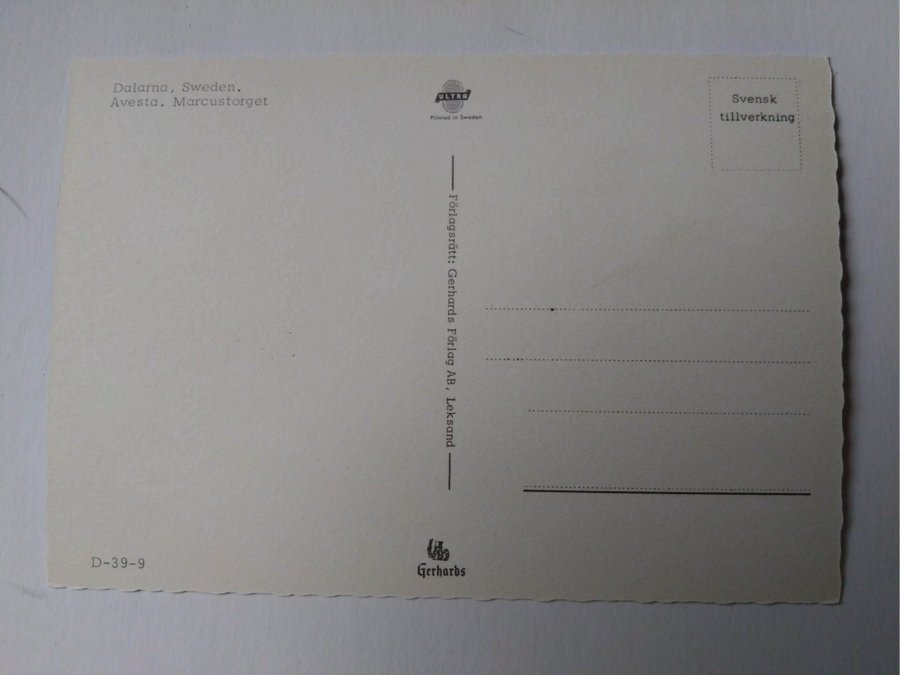 Dalarna, Sweden.
Avesta. Marcustorget
ULTRA
Printed in Sweden
Svensk
tillverkning
Förlagsrätt: Gerhards Förlag AB, Leksand
D-39-9
Gerhards